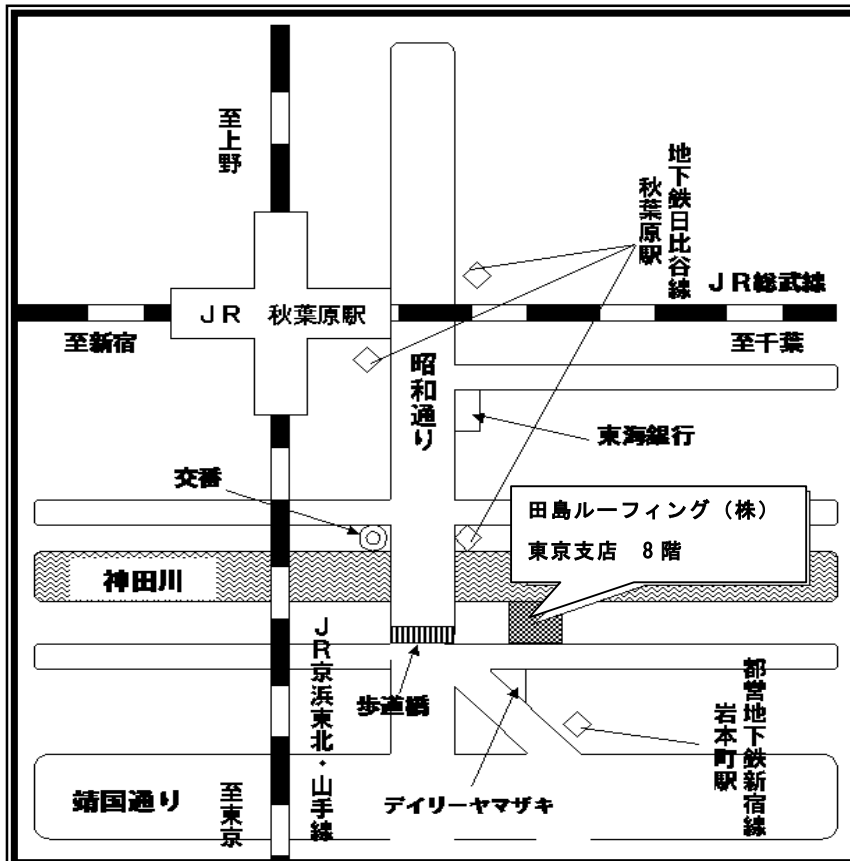 至上野
地下鉄日比谷線
秋葉原駅
JR総武線
JR 秋葉原駅
至新宿
至千葉
昭和通り
東海銀行
交番
田島ルーフィング（株）
東京支店 8階
神田川
JR京浜東北・山手線
歩道橋
都営地下鉄新宿線
岩本町駅
靖国通り
至東京
デイリーヤマザキ